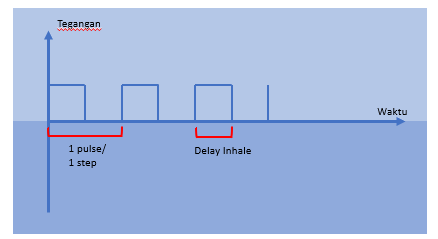 Tegangan
Waktu
1 pulse/
1 step
Delay Inhale